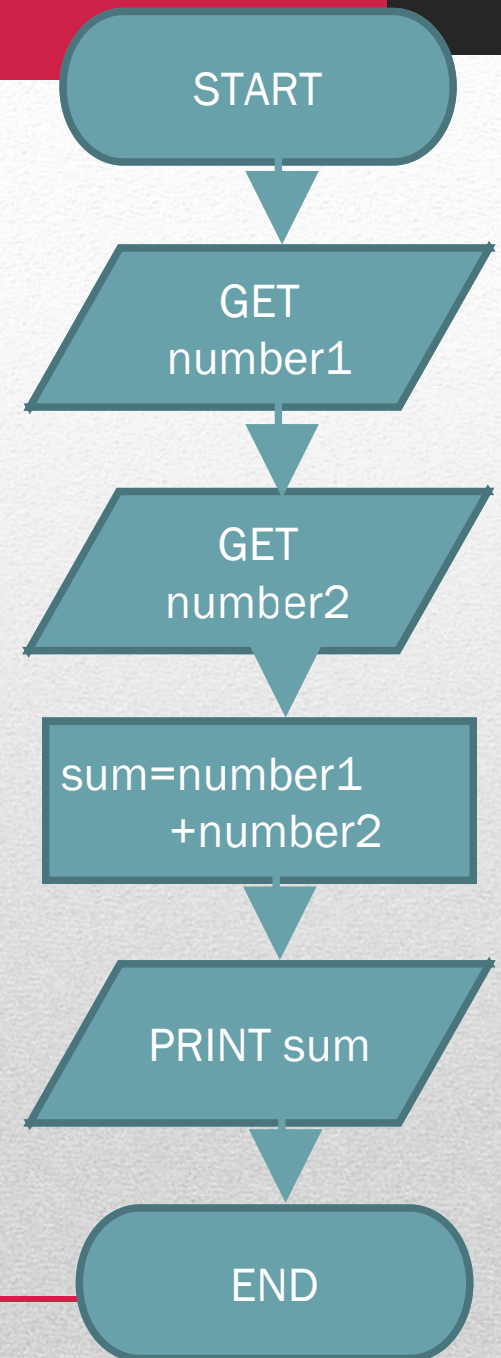 START
GET
number1
GET
number2
sum=number1
+number2
PRINT sum
END